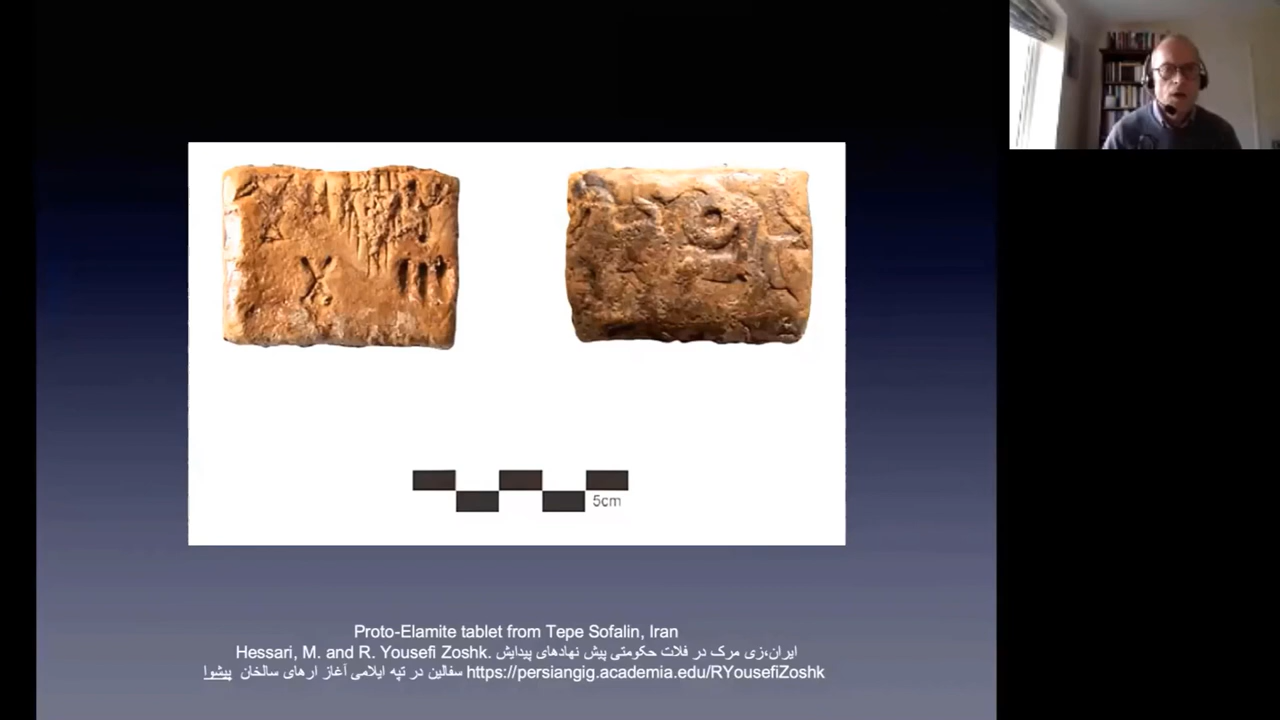 5cm
Proto-Elamite tablet from Tepe Sofalin, Iran
Hessari, M. and R. Yousefi Zoshk. ایران،زی مرک در فلات حکومتی پیش نهادهای پیدایش
سفالین در تپه ایلامی آغاز ارهای سالخان پیشوا https://persiangig.academia.edu/RYousefiZoshk